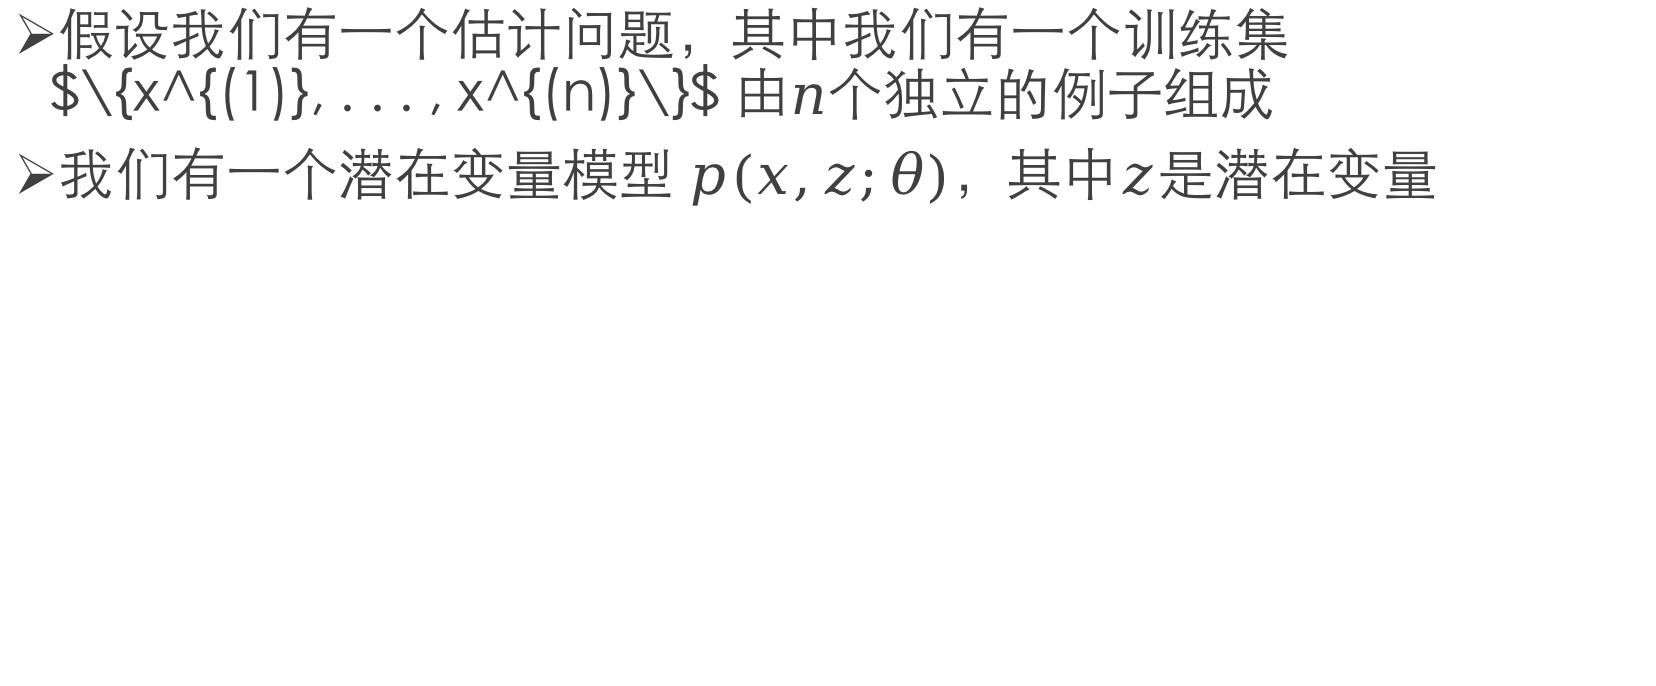 ➢假设我们有一个估计问题，其中我们有一个训练集
$\{x^{(1)}, . . . , x^{(n)}\}$ 由n个独立的例子组成
➢我们有一个潜在变量模型 p(x, z; θ)，其中z是潜在变量